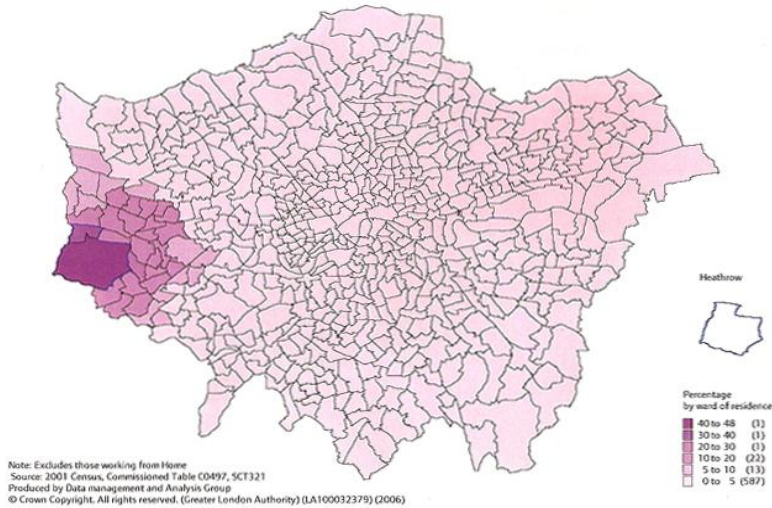 Heathrow
Percentage
by ward of residence
40 to 48 (1)
30 to 40 (1)
20 to 30 (1)
10 to 20 (22)
5 to 10 (13)
0 to 5 (587)
Note: Excludes those working from Home
Source: 2001 Census, Commissioned Table C0497, SCT321
Produced by Data management and Analysis Group
© Crown Copyright. All rights reserved. (Greater London Authority) (LA100032379) (2006)